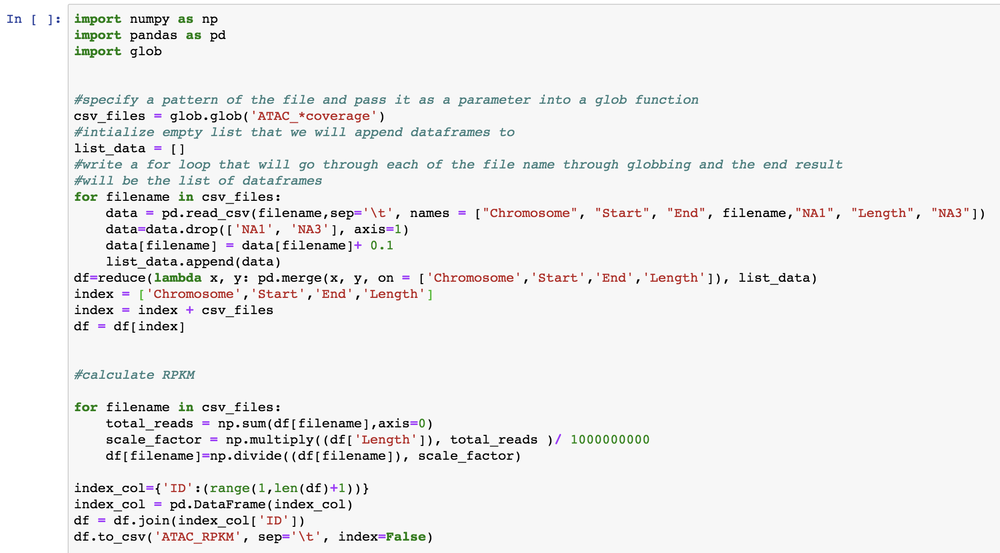 In [ ]:
import numpy as np
import pandas as pd
import glob
#specify a pattern of the file and pass it as a parameter into a glob function
csv_files = glob.glob('ATAC_*coverage')
#intialize empty list that we will append dataframes to
list_data = []
#write a for loop that will go through each of the file name through globbing and the end result
#will be the list of dataframes
for filename in csv_files:
    data = pd.read_csv(filename,sep='\t', names = ["Chromosome", "Start", "End", filename,"NA1", "Length", "NA3"])
    data=data.drop(['NA1', 'NA3'], axis=1)
    data[filename] = data[filename]+ 0.1
    list_data.append(data)
df=reduce(lambda x, y: pd.merge(x, y, on = ['Chromosome','Start','End','Length']), list_data)
index = ['Chromosome','Start','End','Length']
index = index + csv_files
df = df[index]
#calculate RPKM
for filename in csv_files:
    total_reads = np.sum(df[filename],axis=0)
    scale_factor = np.multiply((df['Length']), total_reads )/ 1000000000
    df[filename]=np.divide((df[filename]), scale_factor)
index_col={'ID':(range(1,len(df)+1))}
index_col = pd.DataFrame(index_col)
df = df.join(index_col['ID'])
df.to_csv('ATAC_RPKM', sep='\t', index=False)